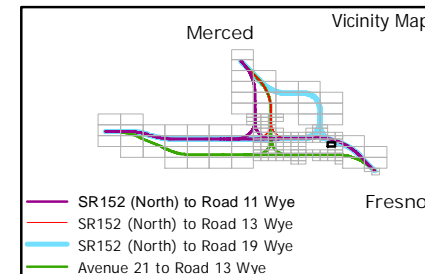 Vicinity Map
Merced
Fresno
SR152 (North) to Road 11 Wye
SR152 (North) to Road 13 Wye
SR152 (North) to Road 19 Wye
Avenue 21 to Road 13 Wye